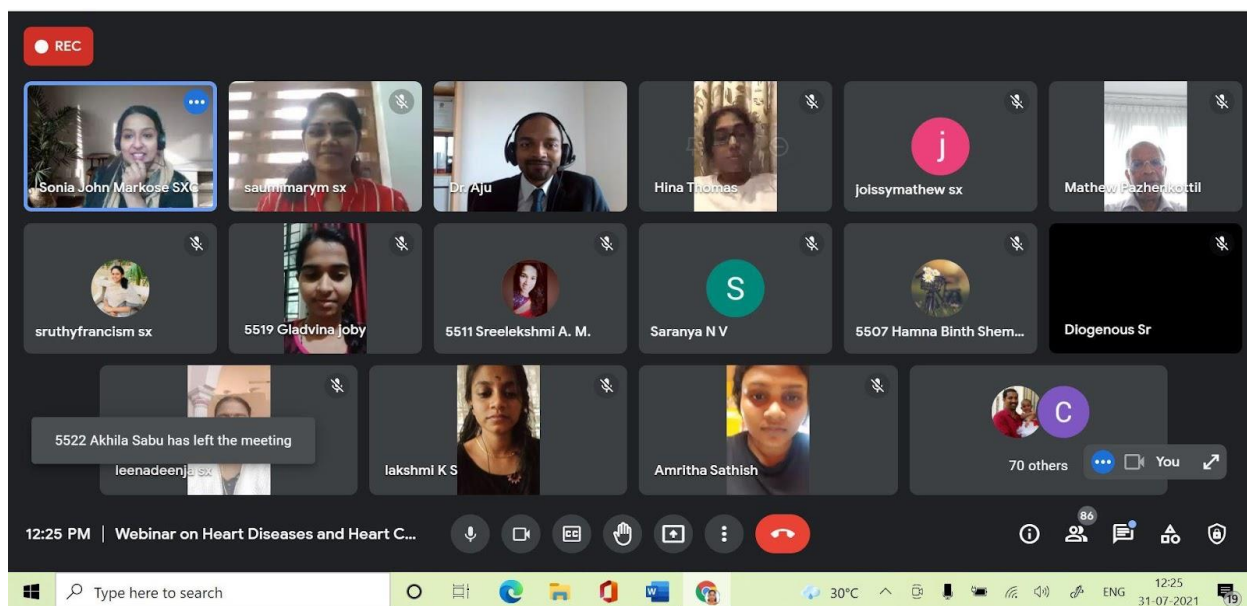 REC
Sonia John Markose SXC
saumimarym sx
Dr. Aju
Hina Thomas
j
joissymathew sx
Mathew Pazhenkottil
sruthyfrancism sx
5519 Gladvina joby
5511 Sreelekshmi A. M.
S
Saranya N V
5507 Hamna Binth Shem...
Diogenous Sr
5522 Akhila Sabu has left the meeting
leenadeenja sx
lakshmi K S
Amritha Sathish
C
70 others
You
12:25 PM | Webinar on Heart Diseases and Heart C...
CC
86
Type here to search
30°C
ENG
12:25
31-07-2021
19